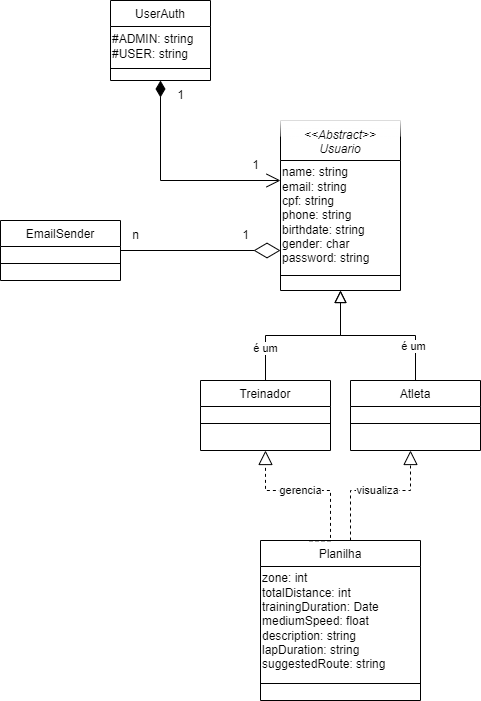 UserAuth
#ADMIN: string
#USER: string
1
<<Abstract>>
Usuario
1
name: string
email: string
cpf: string
phone: string
birthdate: string
gender: char
password: string
EmailSender
n
1
é um
é um
Treinador
Atleta
gerencia
visualiza
Planilha
zone: int
totalDistance: int
trainingDuration: Date
mediumSpeed: float
description: string
lapDuration: string
suggestedRoute: string